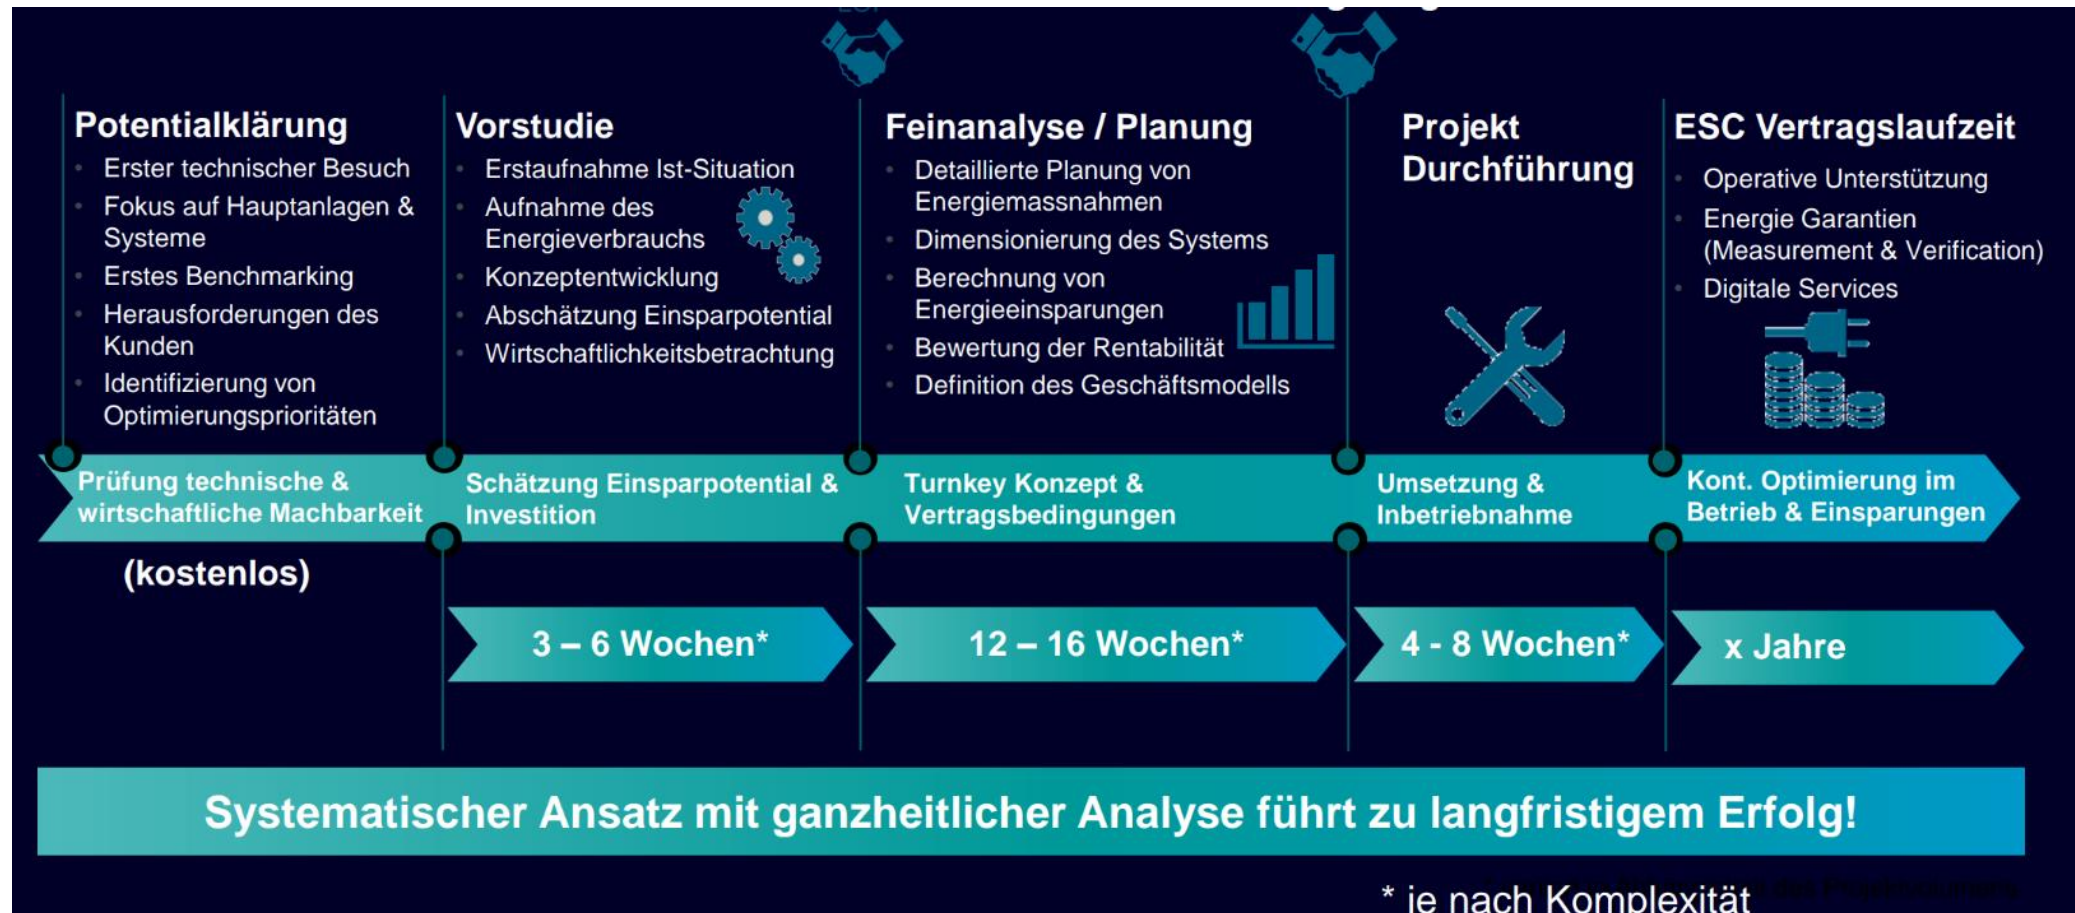 Potentialklärung
Erster technischer Besuch
Fokus auf Hauptanlagen &
Systeme
Erstes Benchmarking
Herausforderungen des
Kunden
Identifizierung von
Optimierungsprioritäten
Vorstudie
Erstaufnahme Ist-Situation
Aufnahme des
Energieverbrauchs
Konzeptentwicklung
Abschätzung Einsparpotential
Wirtschaftlichkeitsbetrachtung
Feinanalyse / Planung
Detaillierte Planung von
Energiemassnahmen
Dimensionierung des Systems
Berechnung von
Energieeinsparungen
Bewertung der Rentabilität
Definition des Geschäftsmodells
Projekt
Durchführung
ESC Vertragslaufzeit
Operative Unterstützung
Energie Garantien
(Measurement & Verification)
Digitale Services
Prüfung technische &
wirtschaftliche Machbarkeit
Schätzung Einsparpotential &
Investition
Turnkey Konzept &
Vertragsbedingungen
Umsetzung &
Inbetriebnahme
Kont. Optimierung im
Betrieb & Einsparungen
(kostenlos)
3 – 6 Wochen*
12 – 16 Wochen*
4 - 8 Wochen*
x Jahre
Systematischer Ansatz mit ganzheitlicher Analyse führt zu langfristigem Erfolg!
* je nach Komplexität